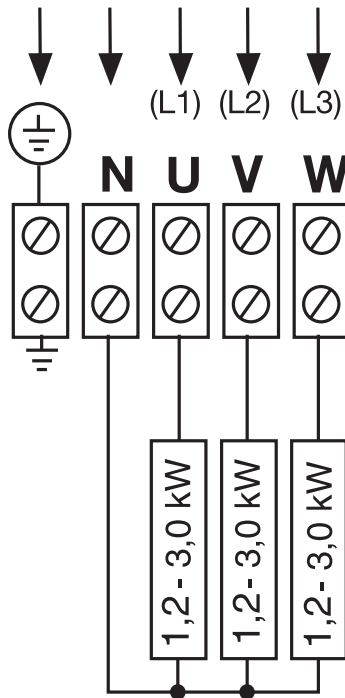 (L1) (L2) (L3)
N U V W
1,2- 3,0 kW
1,2- 3,0 kW
1,2- 3,0 kW